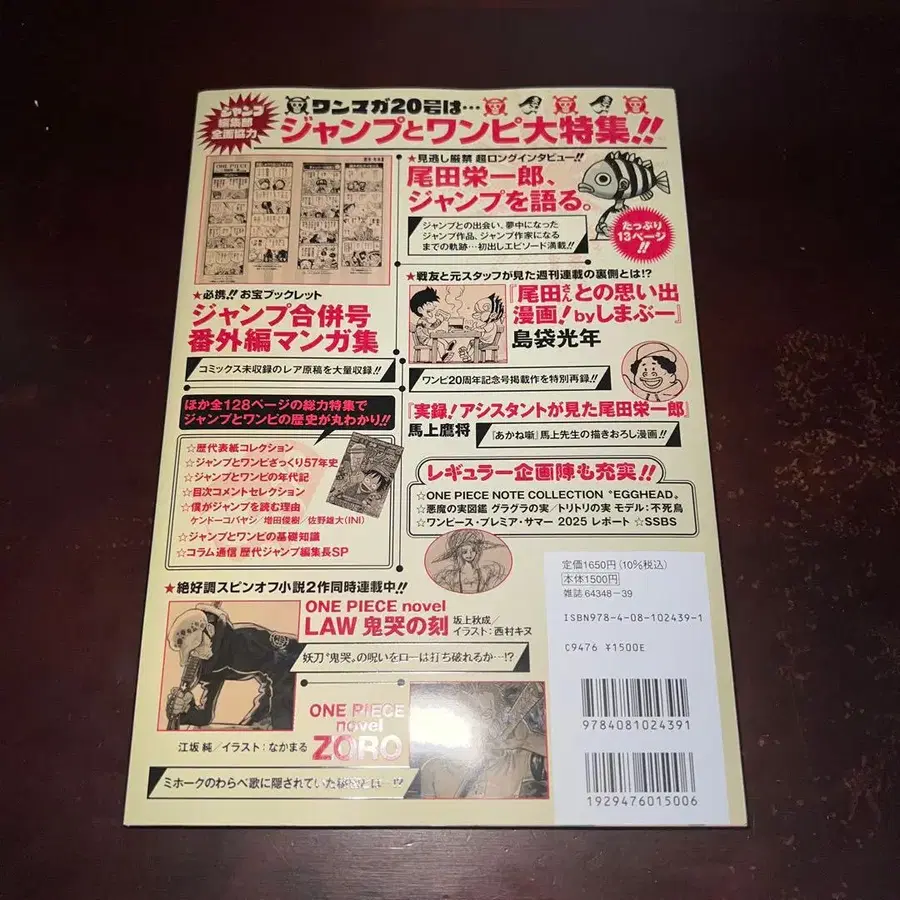 ジャンプ
編集部
全面協力
ワンマガ20号は…
ジャンプとワンピ大特集!!
★見逃し厳禁 超ロングインタビュー!!
尾田栄一郎、
ジャンプを語る。
ジャンプとの出会い、夢中になった
ジャンプ作品、ジャンプ作家になる
までの軌跡…初出しエピソード満載!!
たっぷり
13ページ
!!
ONE PIECE
★必携!! お宝ブックレット
ジャンプ合併号
番外編マンガ集
コミックス未収録のレア原稿を大量収録!!
★戦友と元スタッフが見た週刊連載の裏側とは!?
『尾田さんとの思い出
漫画! byしまぶー』
島袋光年
ワンピ20周年記念号掲載作を特別再録!!
『実録!アシスタントが見た尾田栄一郎』
馬上鷹将
『あかね噺』馬上先生の描きおろし漫画!!
ほか全128ページの総力特集で
ジャンプとワンピの歴史が丸わかり!!
☆歴代表紙コレクション
☆ジャンプとワンピざっくり57年史
☆ジャンプとワンピの年代記
☆目次コメントセレクション
☆僕がジャンプを読む理由
ケンドーコバヤシ/増田俊樹/佐野雄大(INI)
☆ジャンプとワンピの基礎知識
☆コラム通信 歴代ジャンプ編集長SP
レギュラー企画陣も充実!!
☆ONE PIECE NOTE COLLECTION “EGGHEAD„
☆悪魔の実図鑑 グラグラの実/トリトリの実 モデル:不死鳥
☆ワンピース・プレミア・サマー 2025 レポート ☆SSBS
★絶好調スピンオフ小説2作同時連載中!!
ONE PIECE novel
LAW 鬼哭の刻
坂上秋成/
イラスト:西村キヌ
妖刀“鬼哭„の呪いをローは打ち破れるか…!?
ONE PIECE
novel
ZORO
江坂 純/イラスト:なかまる
ミホークのわらべ歌に隠されていた秘密とは…!?
定価1650円(10%税込)
本体1500円
雑誌 64348-39
ISBN978-4-08-102439-1
C9476 ¥1500E
9784081024391
1929476015006